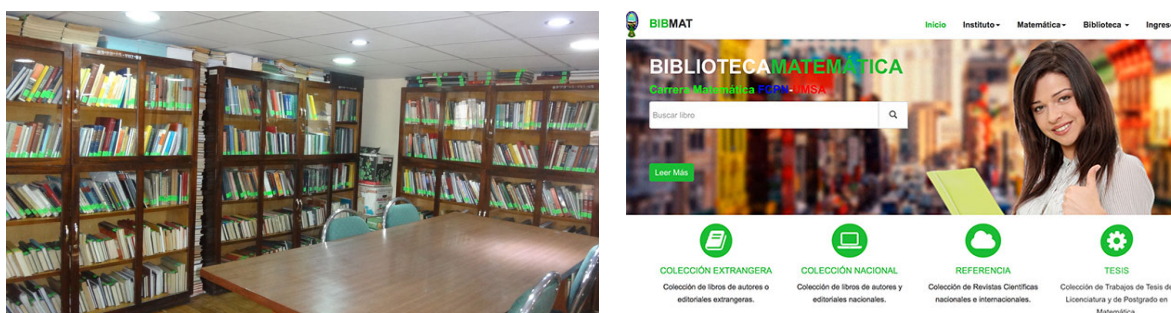 BIBMAT
Inicio Instituto Matemática Biblioteca Ingreso
BIBLIOTECAMATEMÁTICA
Carrera Matemática FCPN-UMSA
Buscar libro
Leer Más
COLECCIÓN EXTRANGERA
Colección de libros de autores o
editoriales extrangeras.
COLECCIÓN NACIONAL
Colección de libros de autores y
editoriales nacionales.
REFERENCIA
Colección de Revistas Científicas
nacionales e internacionales.
TESIS
Colección de Trabajos de Tesis de
Licenciatura y de Postgrado en
Matemática